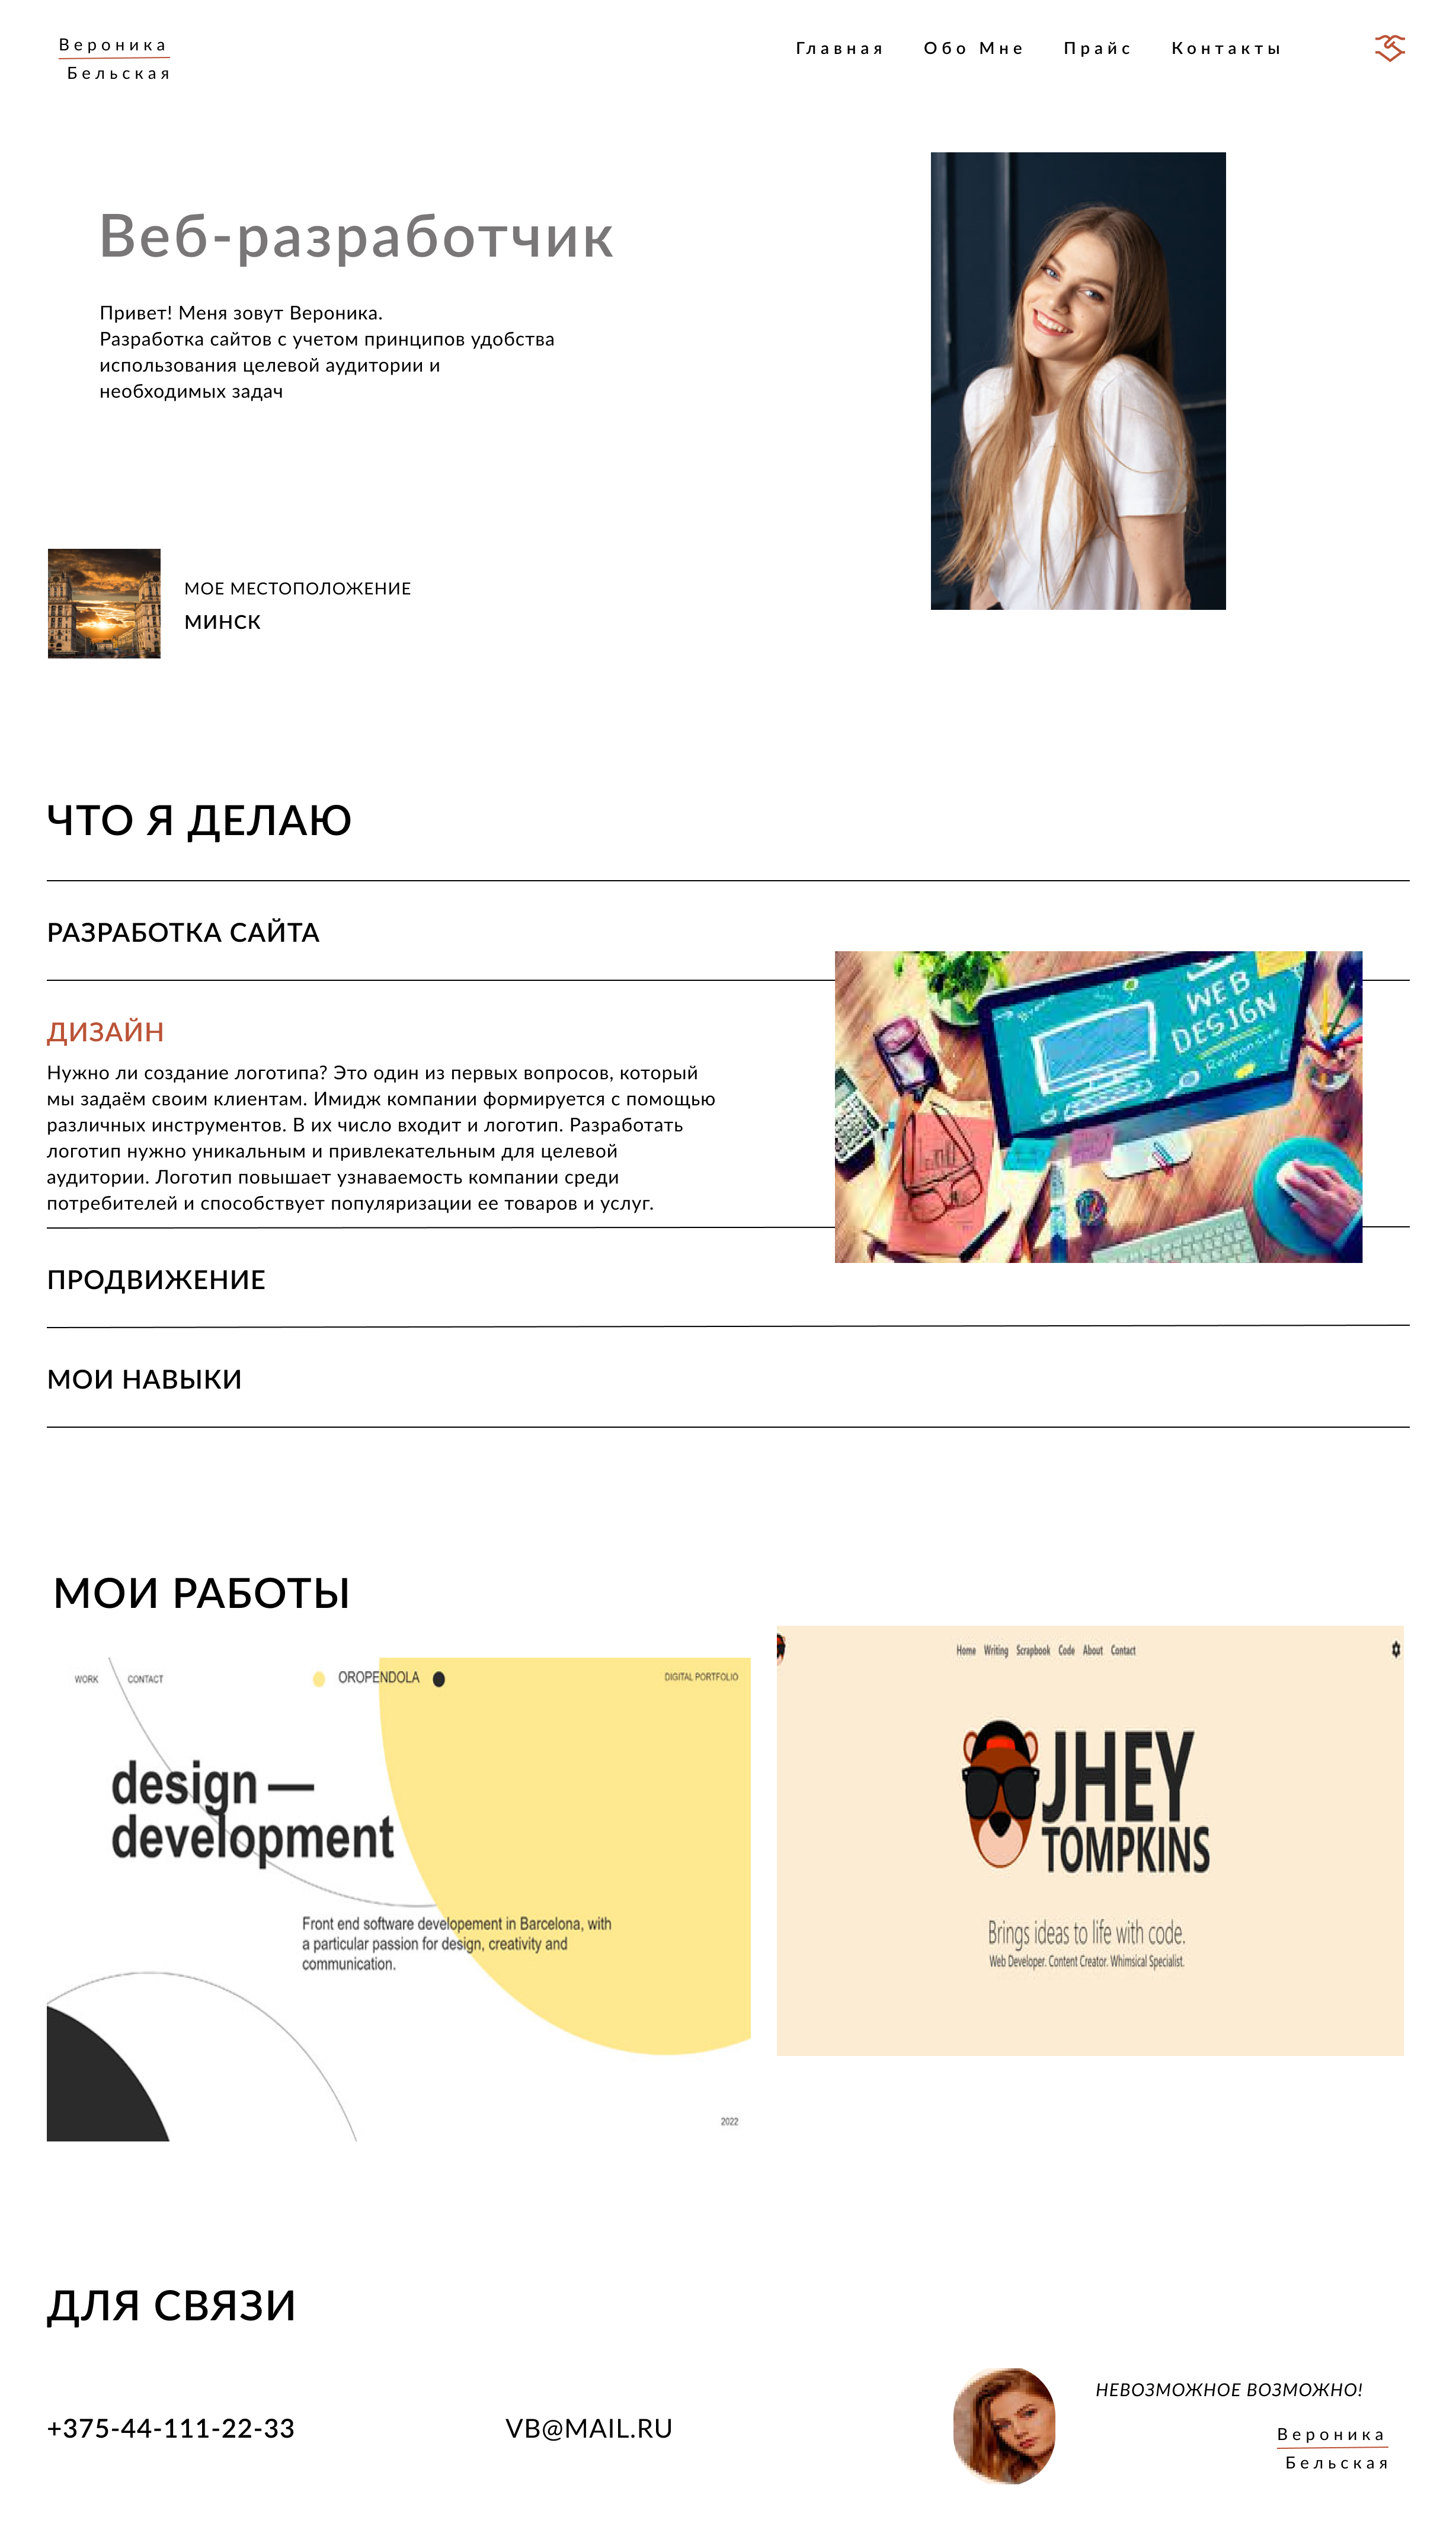 Вероника
Бельская
Главная Обо Мне Прайс Контакты
Веб-разработчик
Привет! Меня зовут Вероника.
Разработка сайтов с учетом принципов удобства
использования целевой аудитории и
необходимых задач
МОЕ МЕСТОПОЛОЖЕНИЕ
МИНСК
ЧТО Я ДЕЛАЮ
РАЗРАБОТКА САЙТА
ДИЗАЙН
Нужно ли создание логотипа? Это один из первых вопросов, который
мы задаём своим клиентам. Имидж компании формируется с помощью
различных инструментов. В их число входит и логотип. Разработать
логотип нужно уникальным и привлекательным для целевой
аудитории. Логотип повышает узнаваемость компании среди
потребителей и способствует популяризации ее товаров и услуг.
WEB
DESIGN
Responsive
ПРОДВИЖЕНИЕ
МОИ НАВЫКИ
МОИ РАБОТЫ
WORK CONTACT OROPENDOLA DIGITAL PORTFOLIO
design —
development
Front end software developement in Barcelona, with
a particular passion for design, creativity and
communication.
2022
Home Writing Scrapbook Code About Contact
JHEY
TOMPKINS
Brings ideas to life with code.
Web Developer. Content Creator. Whimsical Specialist.
ДЛЯ СВЯЗИ
+375-44-111-22-33
VB@MAIL.RU
НЕВОЗМОЖНОЕ ВОЗМОЖНО!
Вероника
Бельская